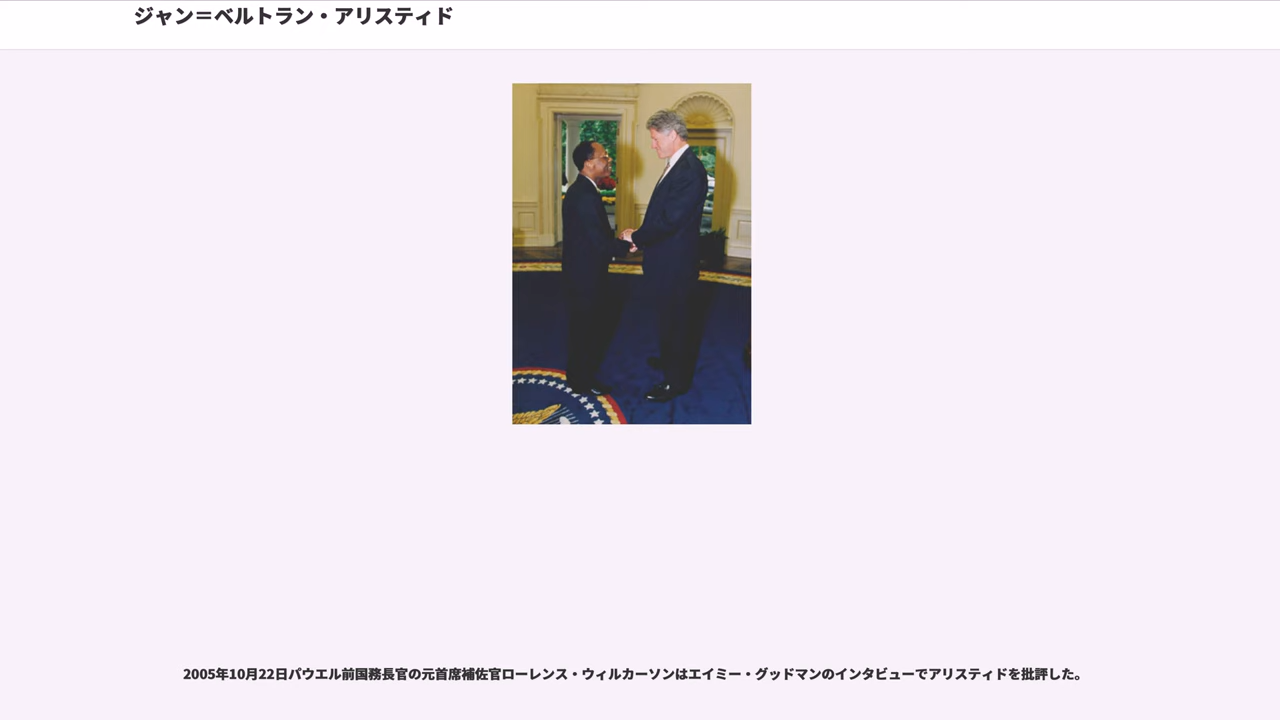 ジャン＝ベルトラン・アリスティド
2005年10月22日パウエル前国務長官の元首席補佐官ローレンス・ウィルカーソンはエイミー・グッドマンのインタビューでアリスティドを批評した。